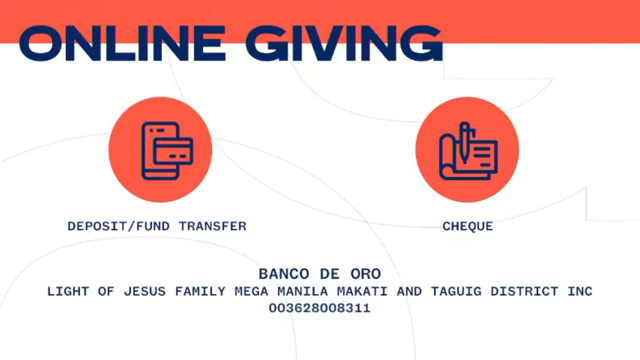 ONLINE GIVING
DEPOSIT/FUND TRANSFER
CHEQUE
BANCO DE ORO
LIGHT OF JESUS FAMILY MEGA MANILA MAKATI AND TAGUIG DISTRICT INC
003628008311